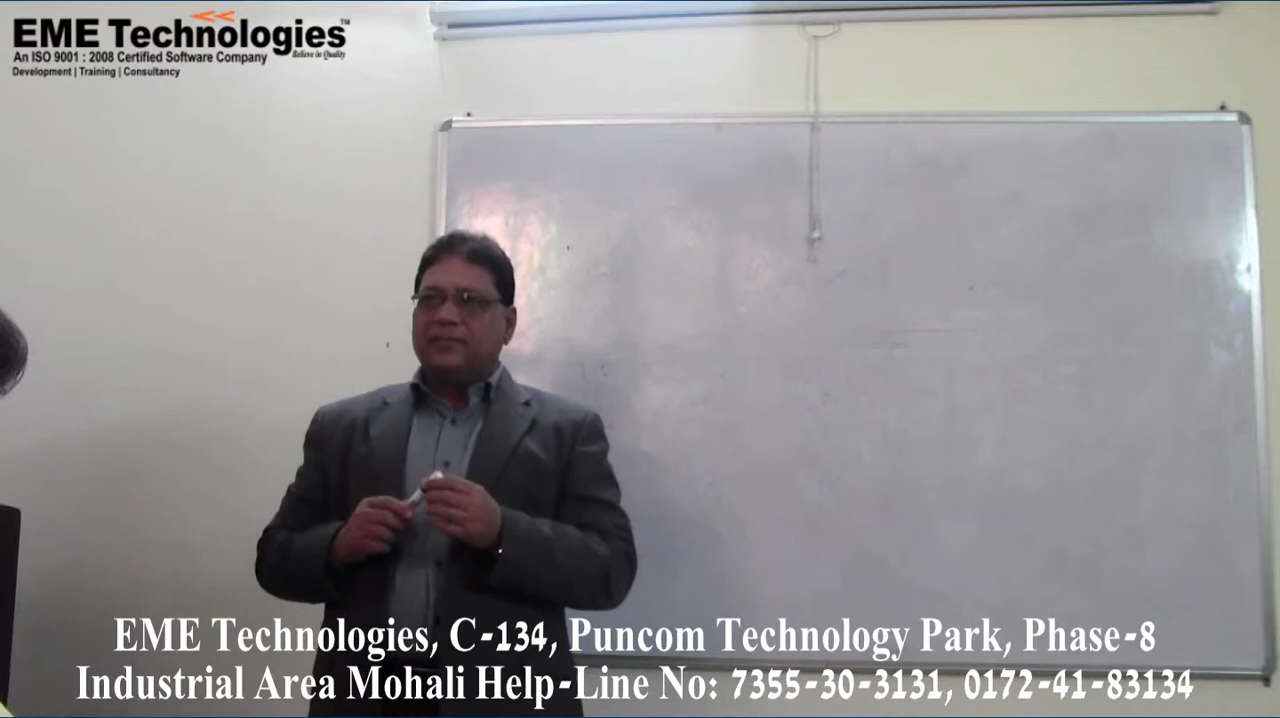 EME Technologies™
An ISO 9001 : 2008 Certified Software Company Believe in Quality
Development | Training | Consultancy
EME Technologies, C-134, Puncom Technology Park, Phase-8
Industrial Area Mohali Help-Line No: 7355-30-3131, 0172-41-83134